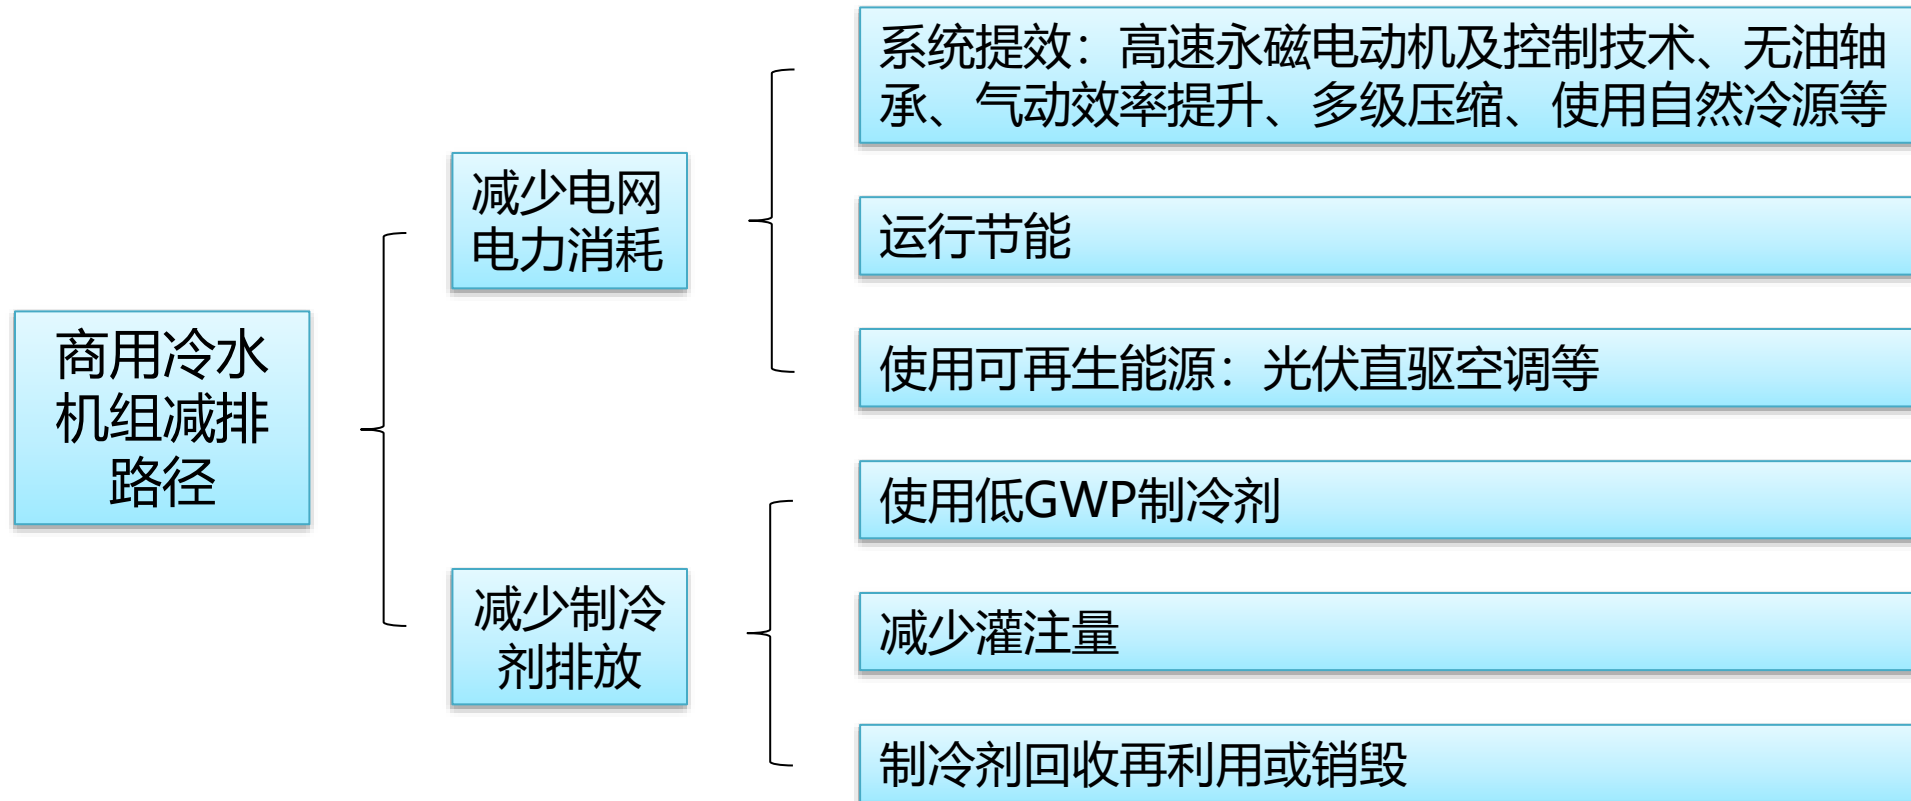 商用冷水
机组减排
路径
减少电网
电力消耗
系统提效：高速永磁电动机及控制技术、无油轴
承、气动效率提升、多级压缩、使用自然冷源等
运行节能
使用可再生能源：光伏直驱空调等
减少制冷
剂排放
使用低GWP制冷剂
减少灌注量
制冷剂回收再利用或销毁